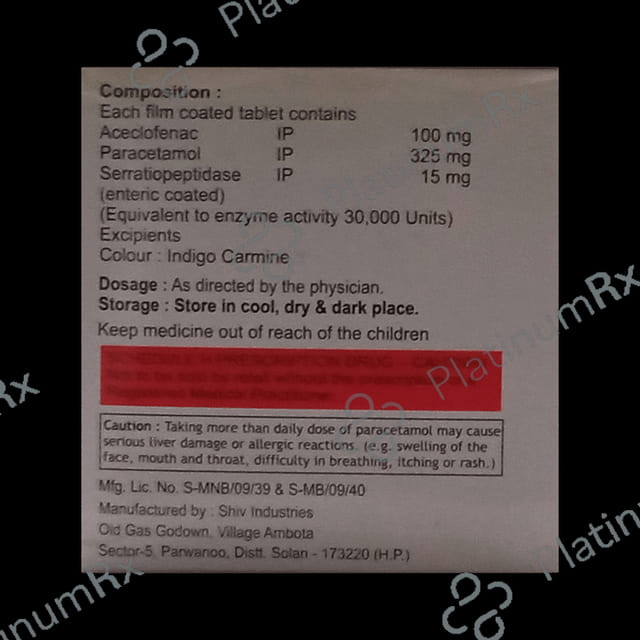 Composition :
Each film coated tablet contains
Aceclofenac IP 100 mg
Paracetamol IP 325 mg
Serratiopeptidase IP 15 mg
(enteric coated)
(Equivalent to enzyme activity 30,000 Units)
Excipients
Colour : Indigo Carmine
Dosage : As directed by the physician.
Storage : Store in cool, dry & dark place.
Keep medicine out of reach of the children
Caution : Taking more than daily dose of paracetamol may cause
serious liver damage or allergic reactions. (e.g. swelling of the
face, mouth and throat, difficulty in breathing, itching or rash.)
Mfg. Lic. No. S-MNB/09/39 & S-MB/09/40
Manufactured by : Shiv Industries
Old Gas Godown, Village Ambota
Sector-5, Parwanoo, Distt. Solan - 173220 (H.P.)
PlatinumRx